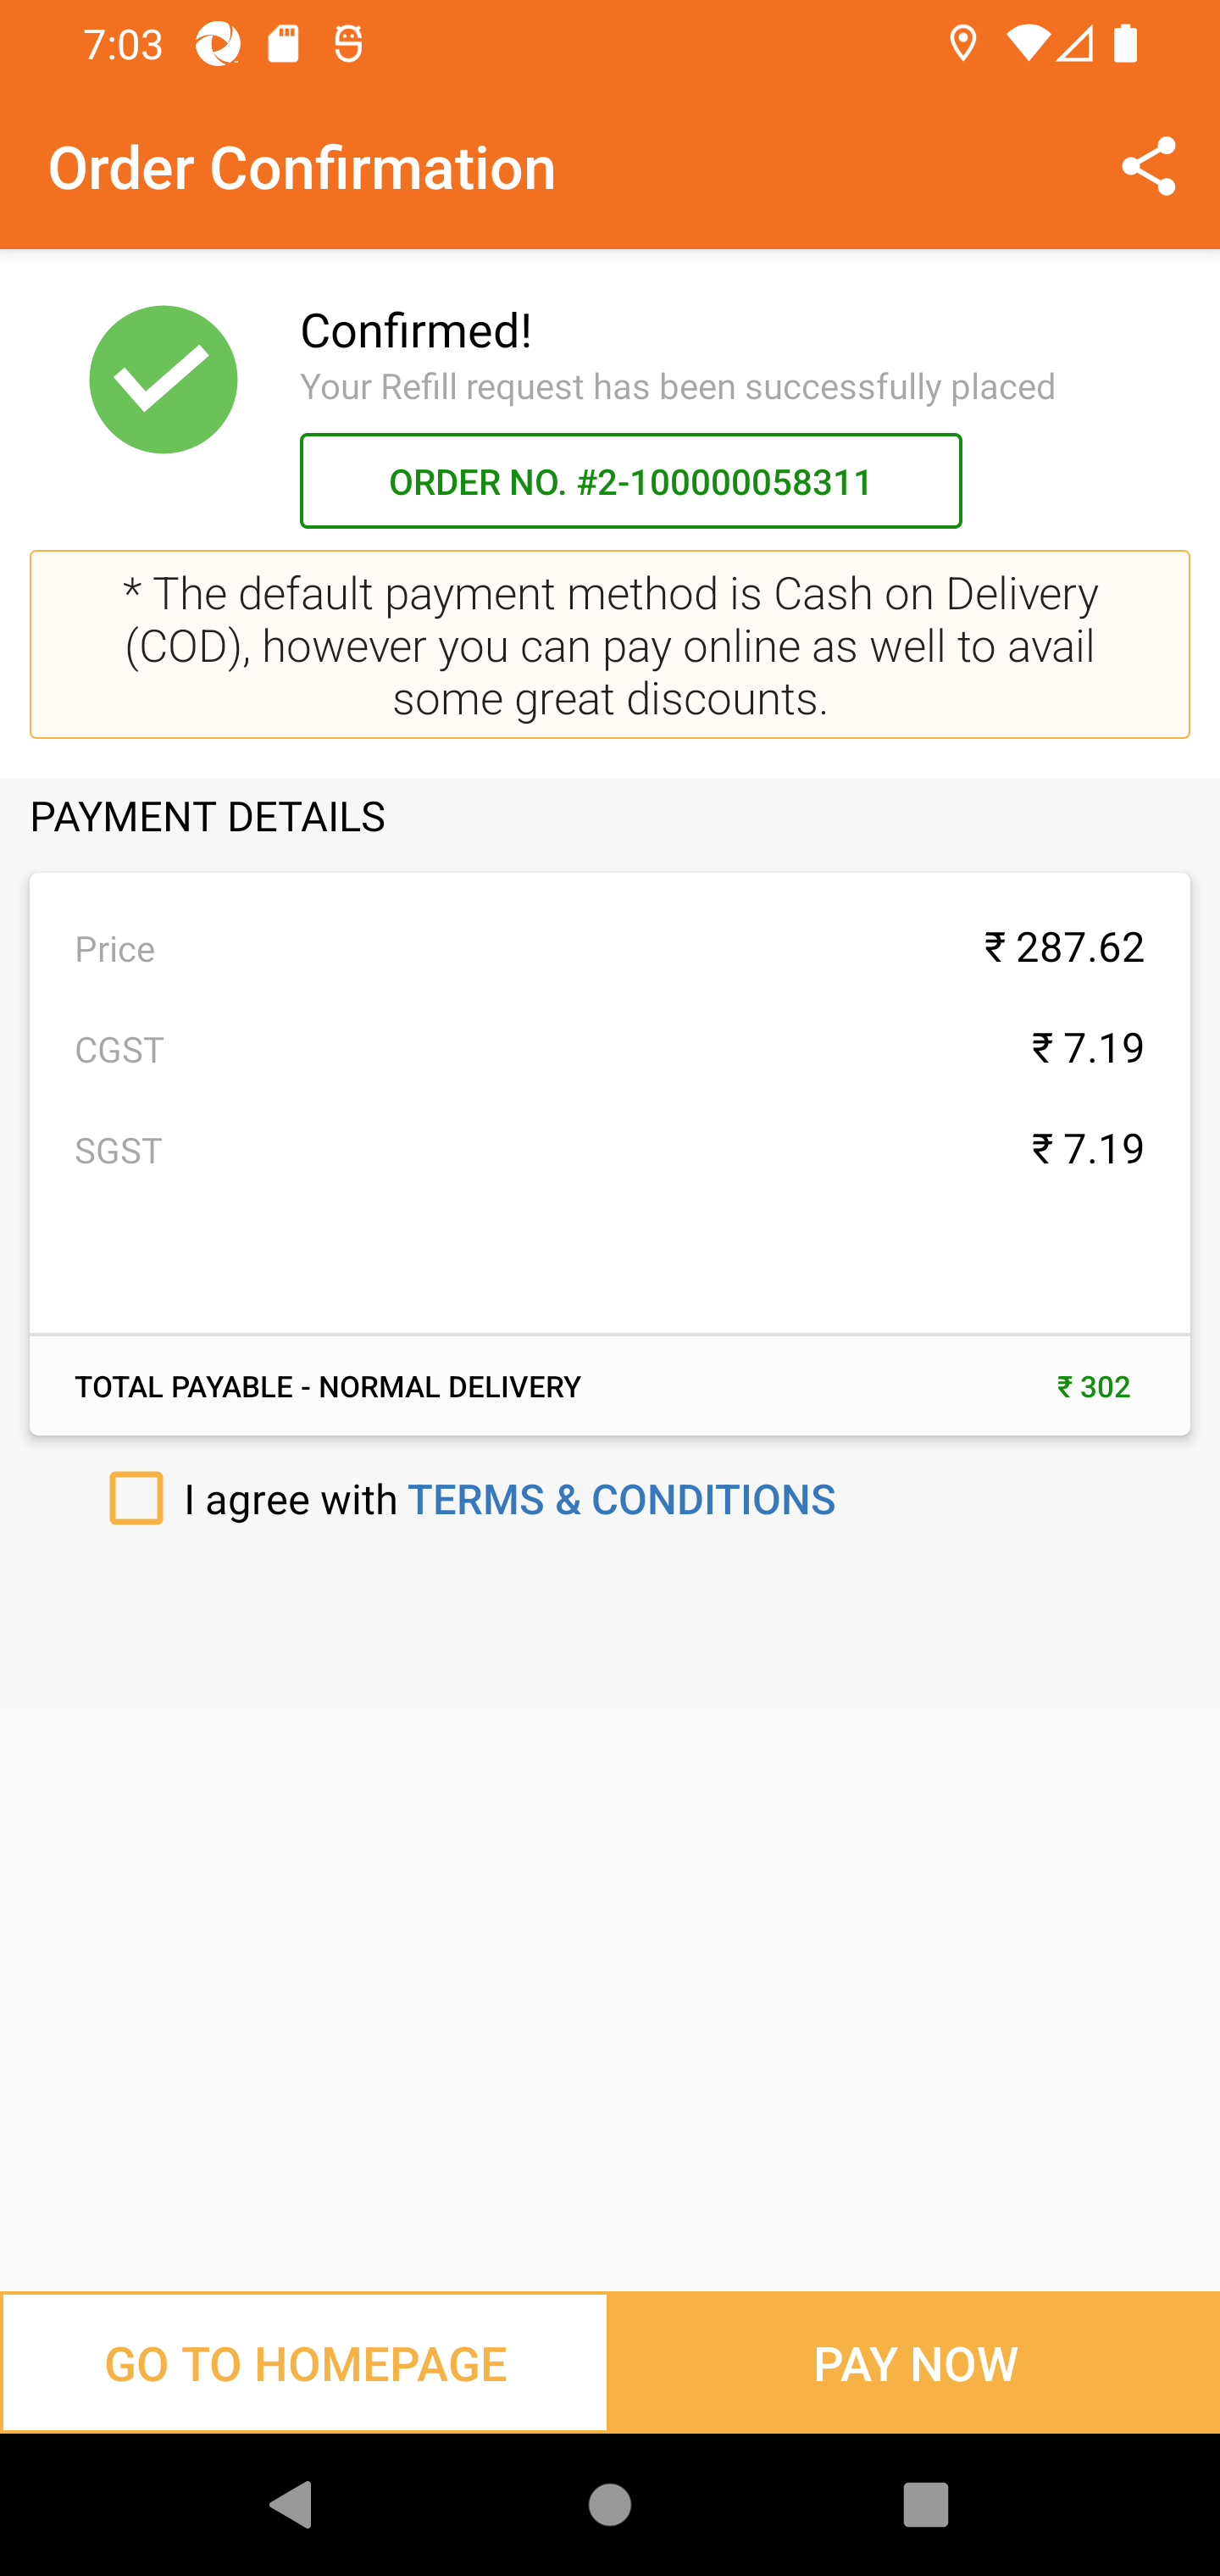 7:03
Order Confirmation
Confirmed!
Your Refill request has been successfully placed
ORDER NO. #2-100000058311
* The default payment method is Cash on Delivery
(COD), however you can pay online as well to avail
some great discounts.
PAYMENT DETAILS
Price ₹ 287.62
CGST ₹ 7.19
SGST ₹ 7.19
TOTAL PAYABLE - NORMAL DELIVERY ₹ 302
I agree with TERMS & CONDITIONS
GO TO HOMEPAGE PAY NOW